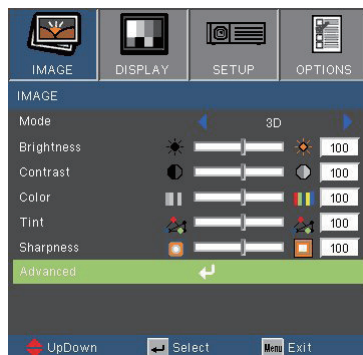 IMAGE DISPLAY SETUP OPTIONS
IMAGE
Mode 3D
Brightness 100
Contrast 100
Color 100
Tint 100
Sharpness 100
Advanced
UpDown Select Menu Exit